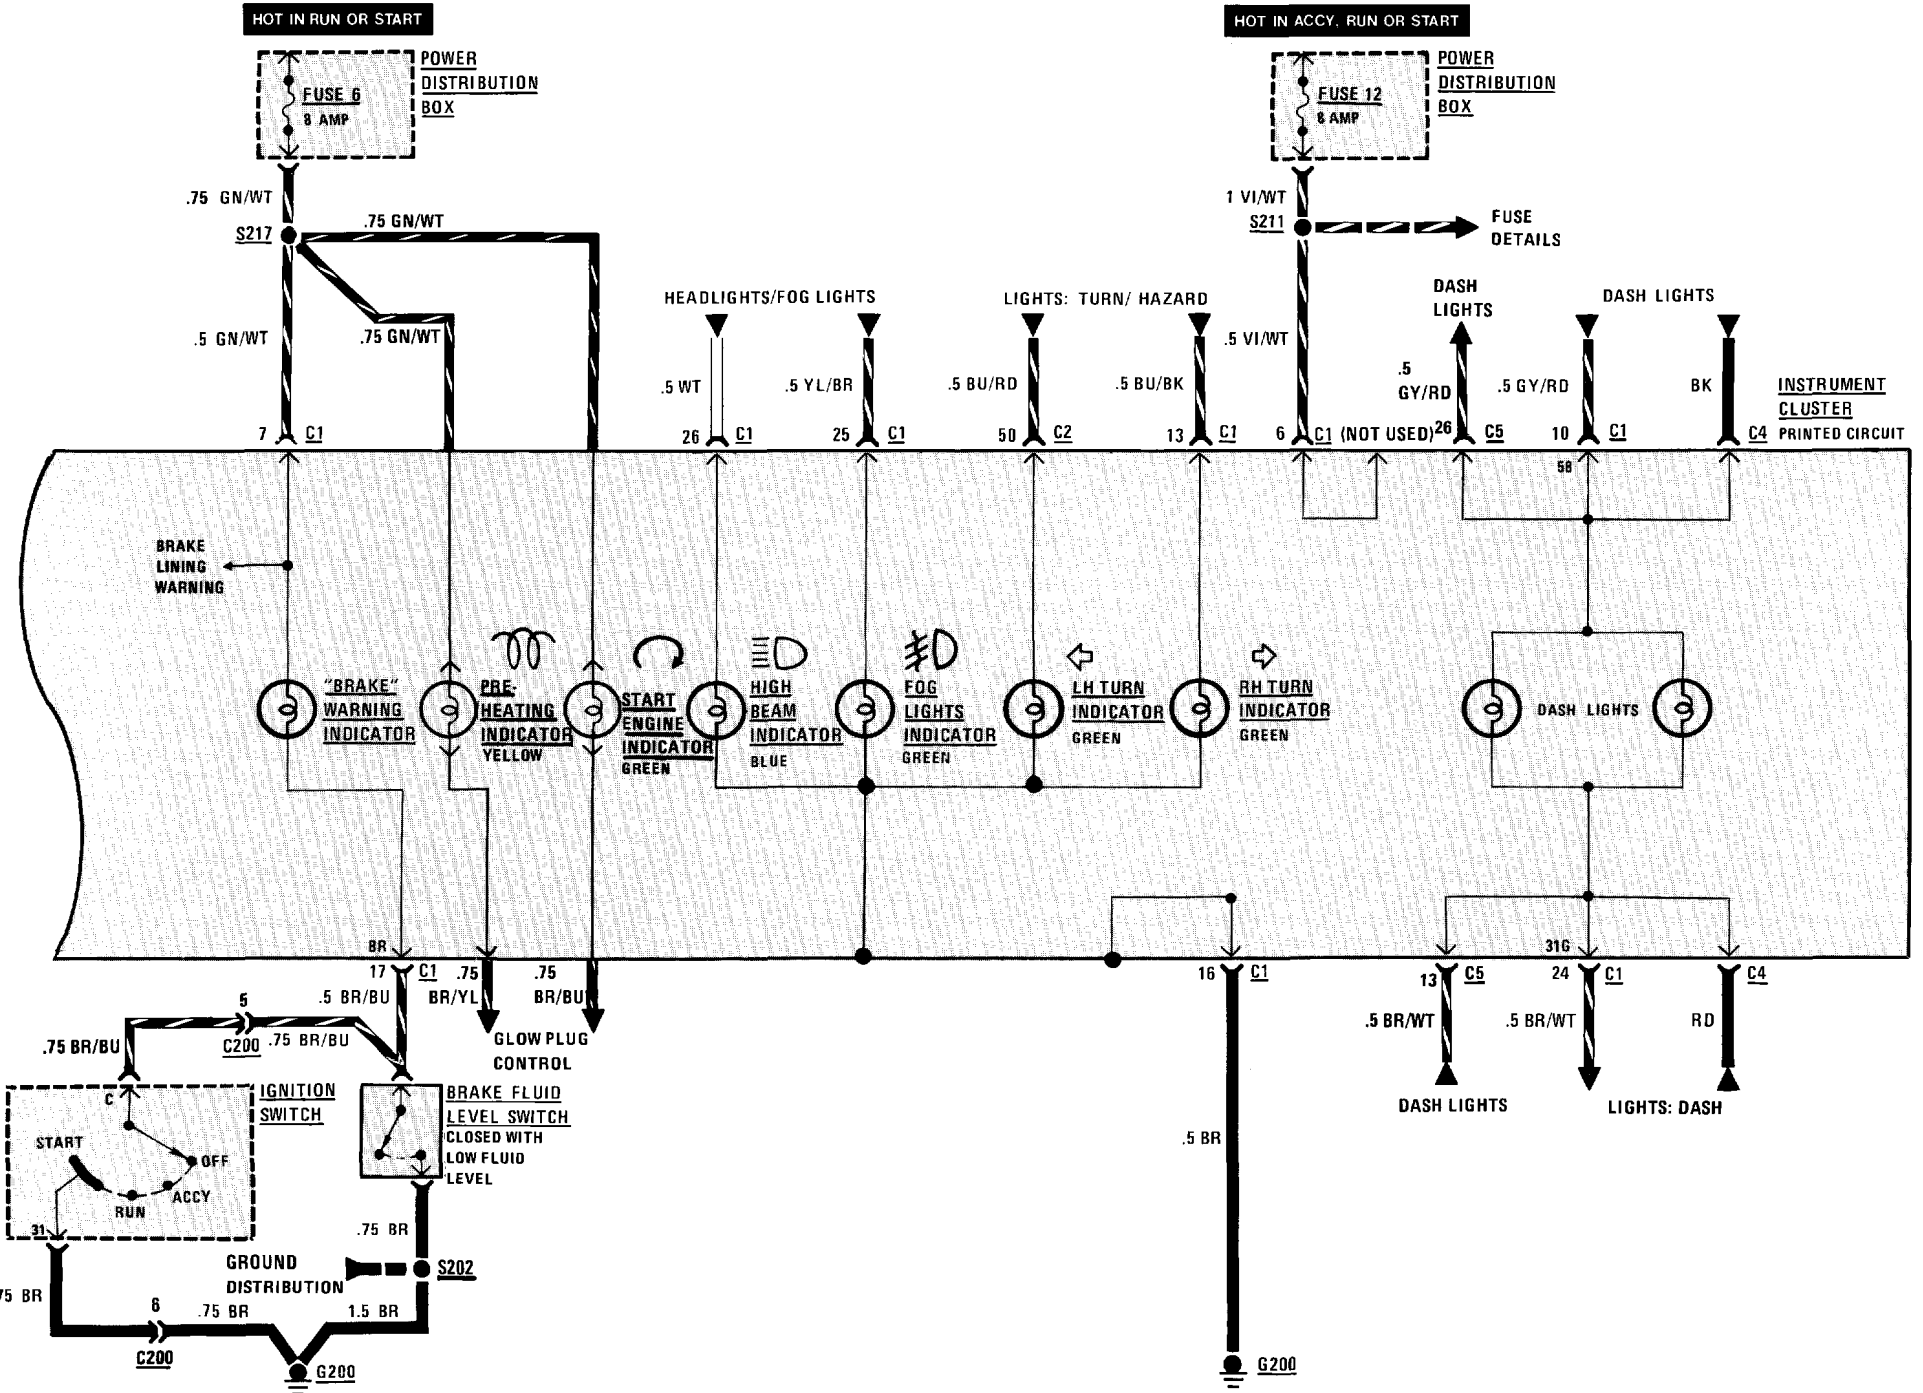 HOT IN RUN OR START
HOT IN ACCY, RUN OR START
POWER
DISTRIBUTION
BOX
FUSE 6
8 AMP
POWER
DISTRIBUTION
BOX
FUSE 12
8 AMP
.75 GN/WT
S217
.75 GN/WT
.5 GN/WT
.75 GN/WT
1 VI/WT
S211
FUSE
DETAILS
HEADLIGHTS/FOG LIGHTS
LIGHTS: TURN/ HAZARD
DASH
LIGHTS
DASH LIGHTS
.5 WT
.5 YL/BR
.5 BU/RD
.5 BU/BK
.5 VI/WT
.5
GY/RD
.5 GY/RD
BK
INSTRUMENT
CLUSTER
PRINTED CIRCUIT
7 C1
26 C1
25 C1
50 C2
13 C1
6 C1 (NOT USED)
26 C5
10 C1
C4
58
BRAKE
LINING
WARNING
"BRAKE"
WARNING
INDICATOR
PRE-
HEATING
INDICATOR
YELLOW
START
ENGINE
INDICATOR
GREEN
HIGH
BEAM
INDICATOR
BLUE
FOG
LIGHTS
INDICATOR
GREEN
LH TURN
INDICATOR
GREEN
RH TURN
INDICATOR
GREEN
DASH LIGHTS
BR
31G
17 C1
.5 BR/BU
.75
BR/YL
.75
BR/BU
16 C1
13 C5
24 C1
C4
.5 BR/WT
.5 BR/WT
RD
5
C200
.75 BR/BU
.75 BR/BU
GLOW PLUG
CONTROL
DASH LIGHTS
LIGHTS: DASH
IGNITION
SWITCH
C
START
OFF
ACCY
RUN
31
BRAKE FLUID
LEVEL SWITCH
CLOSED WITH
LOW FLUID
LEVEL
.5 BR
.75 BR
GROUND
DISTRIBUTION
S202
75 BR
6
C200
.75 BR
1.5 BR
G200
G200